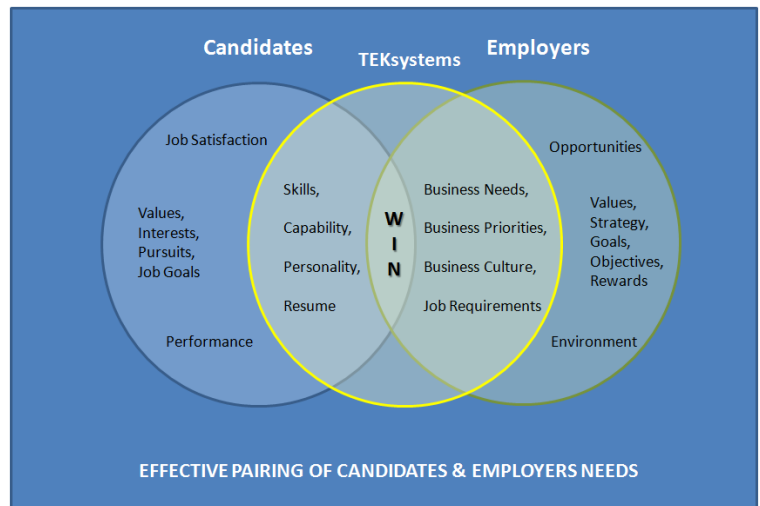 Candidates
TEKsystems
Employers
Job Satisfaction
Values,
Interests,
Pursuits,
Job Goals
Performance
Skills,
Capability,
Personality,
Resume
W
I
N
Business Needs,
Business Priorities,
Business Culture,
Job Requirements
Opportunities
Values,
Strategy,
Goals,
Objectives,
Rewards
Environment
EFFECTIVE PAIRING OF CANDIDATES & EMPLOYERS NEEDS